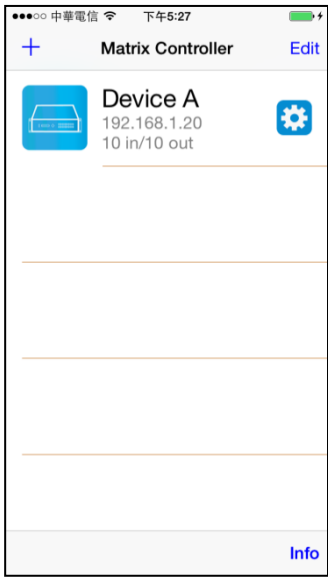 中華電信 下午5:27
+ Matrix Controller Edit
Device A
192.168.1.20
10 in/10 out
Info